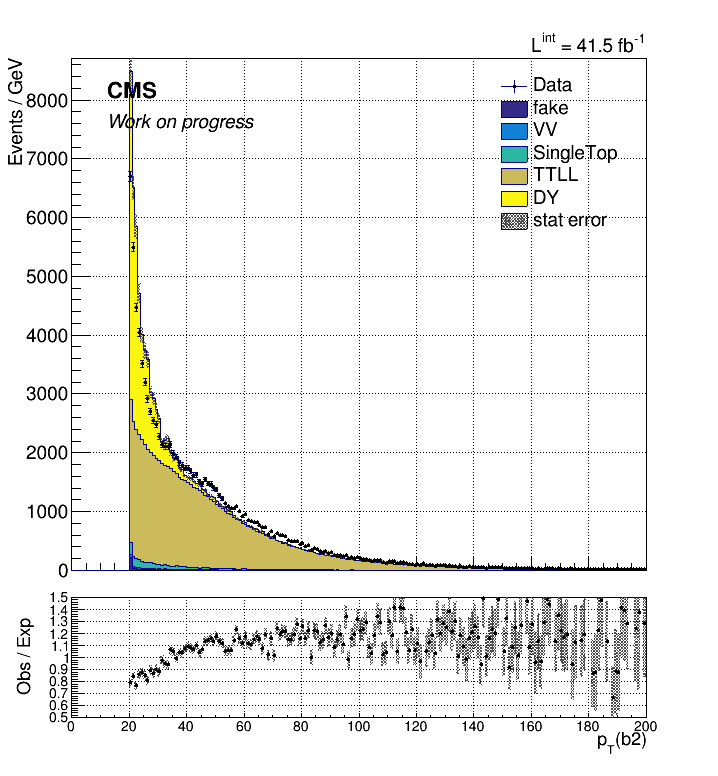 L^int = 41.5 fb^-1
Events / GeV
CMS
Work on progress
Data
fake
VV
SingleTop
TTLL
DY
stat error
8000
7000
6000
5000
4000
3000
2000
1000
0
Obs / Exp
1.5
1.4
1.3
1.2
1.1
1
0.9
0.8
0.7
0.6
0.5
0 20 40 60 80 100 120 140 160 180 200
p_T(b2)